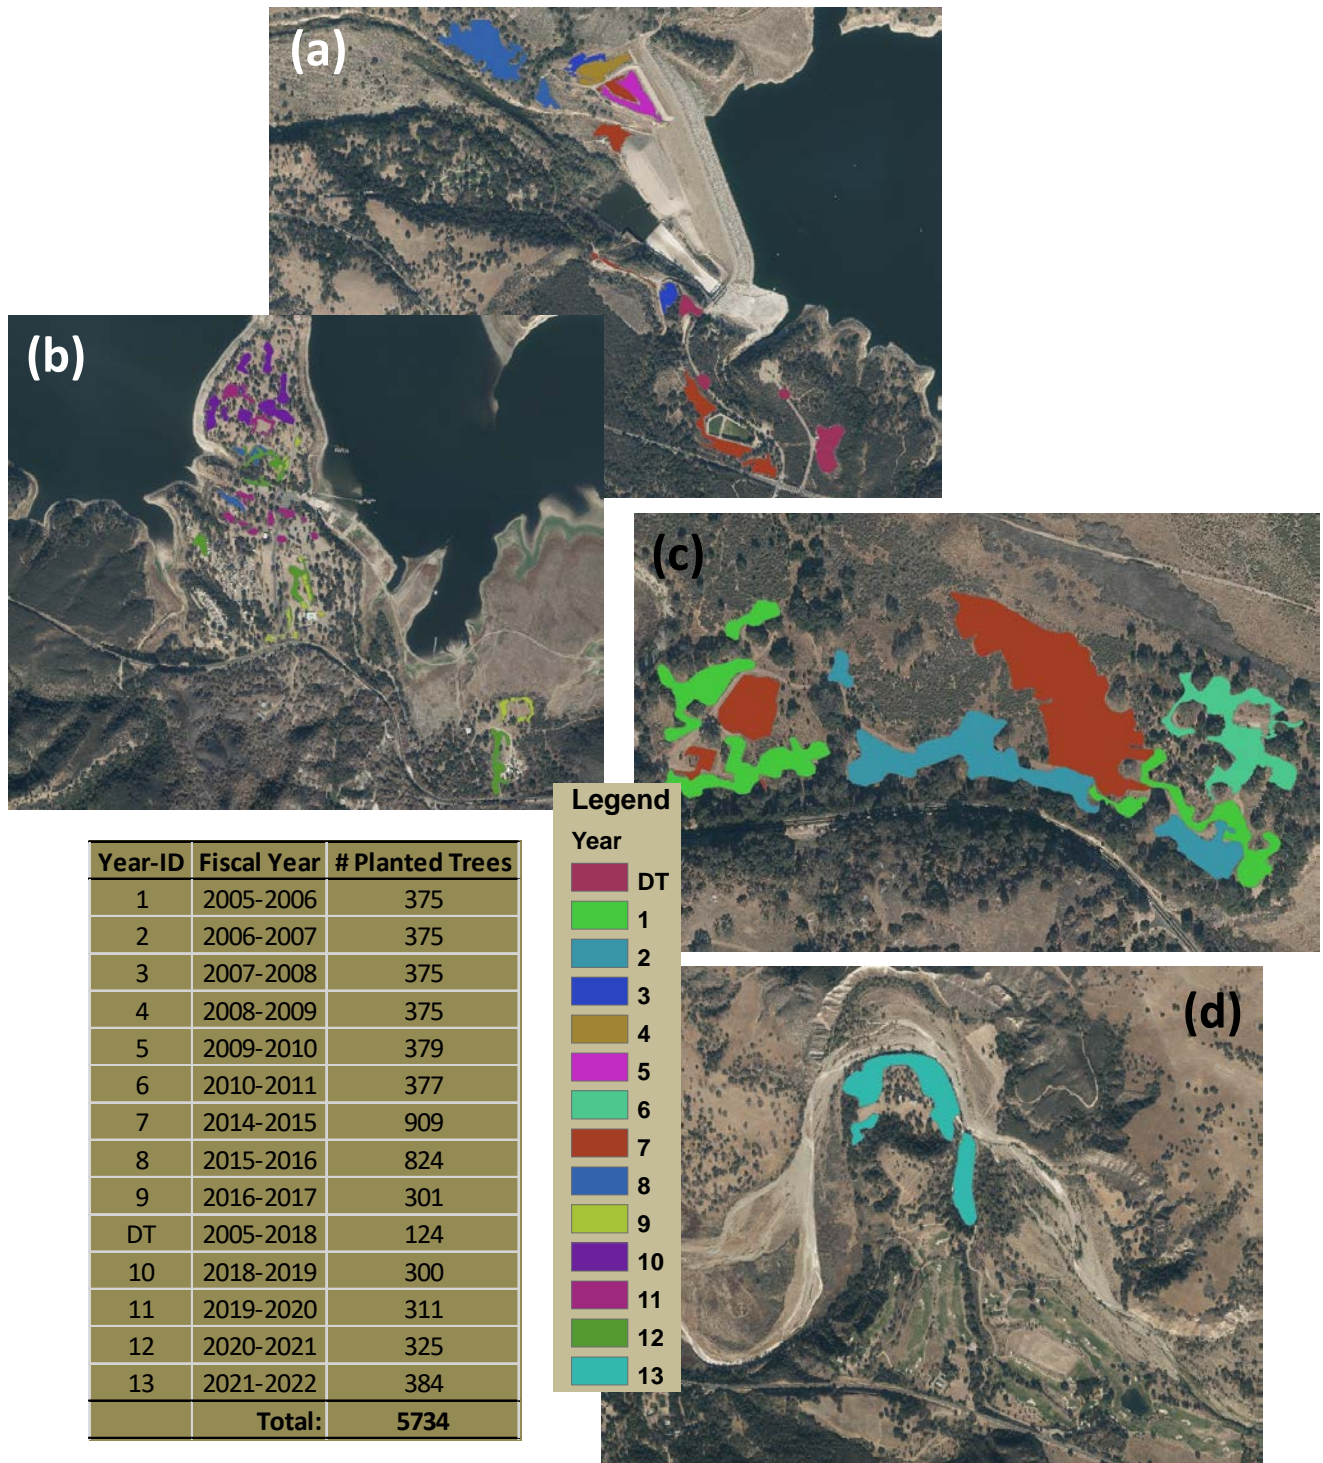 (a)
(b)
(c)
(d)
Year-ID Fiscal Year # Planted Trees
1 2005-2006 375
2 2006-2007 375
3 2007-2008 375
4 2008-2009 375
5 2009-2010 379
6 2010-2011 377
7 2014-2015 909
8 2015-2016 824
9 2016-2017 301
DT 2005-2018 124
10 2018-2019 300
11 2019-2020 311
12 2020-2021 325
13 2021-2022 384
Total: 5734
Legend
Year
DT
1
2
3
4
5
6
7
8
9
10
11
12
13